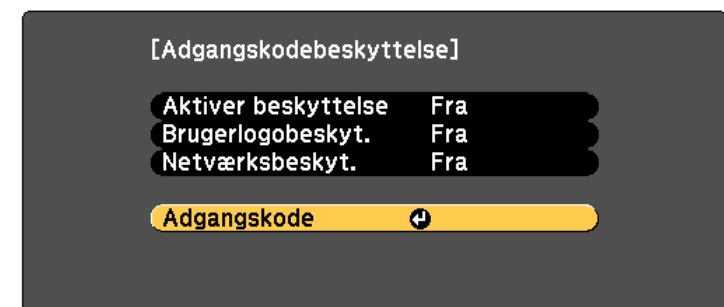 [Adgangskodebeskyttelse]
Aktiver beskyttelse Fra
Brugerlogobeskyt. Fra
Netværksbeskyt. Fra
Adgangskode